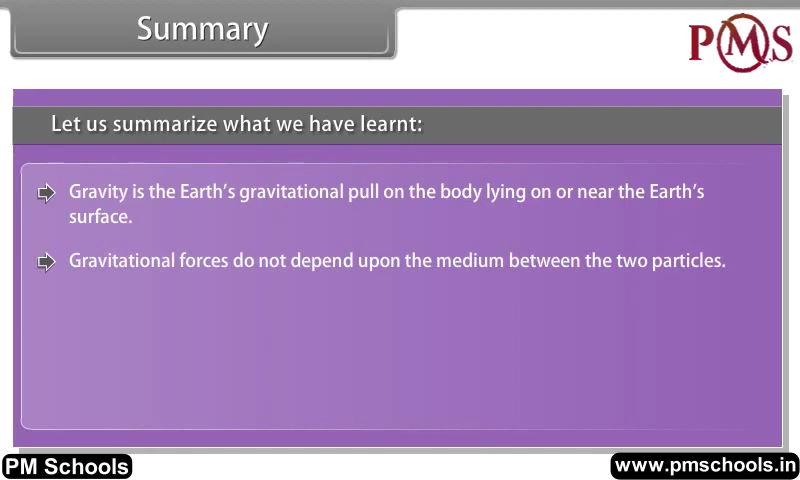 Summary
PMS
Let us summarize what we have learnt:
Gravity is the Earth's gravitational pull on the body lying on or near the Earth's
surface.
Gravitational forces do not depend upon the medium between the two particles.
PM Schools
www.pmschools.in